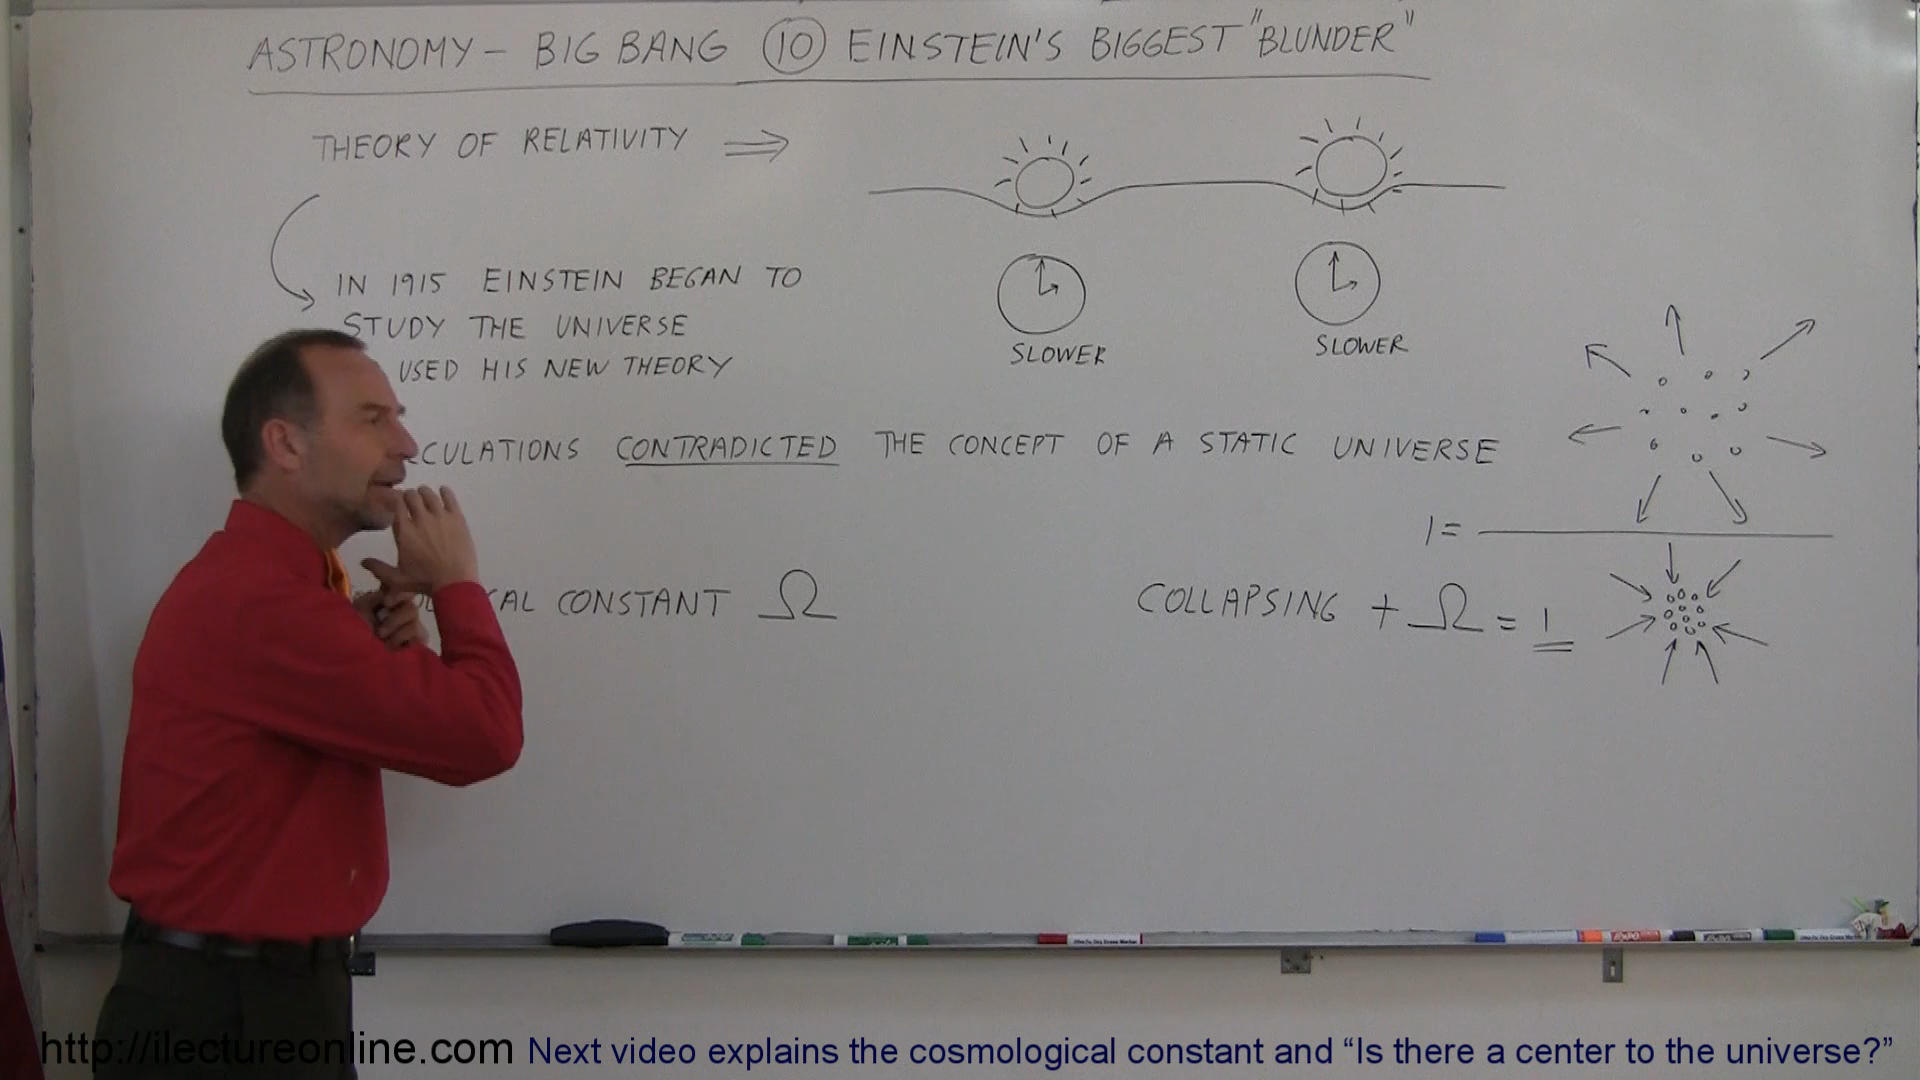 ASTRONOMY - BIG BANG 10 EINSTEIN'S BIGGEST "BLUNDER"
THEORY OF RELATIVITY ⇒
IN 1915 EINSTEIN BEGAN TO
STUDY THE UNIVERSE
USED HIS NEW THEORY
SLOWER
SLOWER
CULATIONS CONTRADICTED THE CONCEPT OF A STATIC UNIVERSE
1 =
CAL CONSTANT Ω
COLLAPSING + Ω = 1
http://ilectureonline.com Next video explains the cosmological constant and “Is there a center to the universe?”